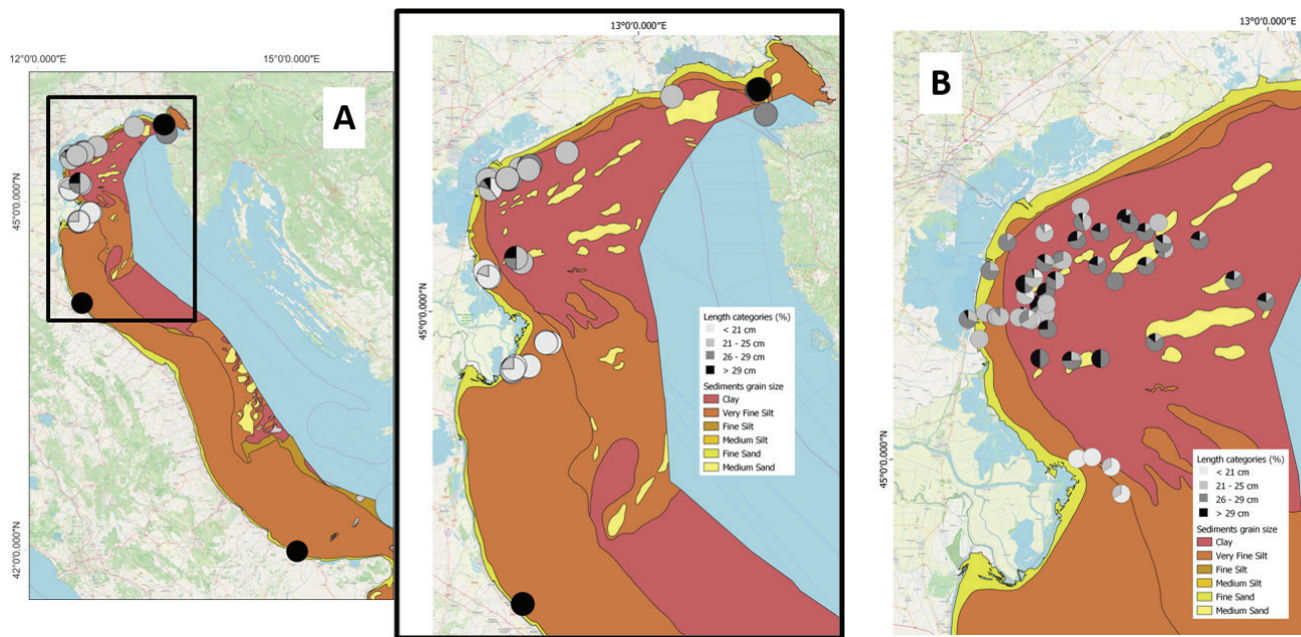 12°0'0.000"E
15°0'0.000"E
45°0'0.000"N
42°0'0.000"N
A
13°0'0.000"E
45°0'0.000"N
Length categories (%)
< 21 cm
21 - 25 cm
26 - 29 cm
> 29 cm
Sediments grain size
Clay
Very Fine Silt
Fine Silt
Medium Silt
Fine Sand
Medium Sand
B
13°0'0.000"E
45°0'0.000"N
Length categories (%)
< 21 cm
21 - 25 cm
26 - 29 cm
> 29 cm
Sediments grain size
Clay
Very Fine Silt
Fine Silt
Medium Silt
Fine Sand
Medium Sand